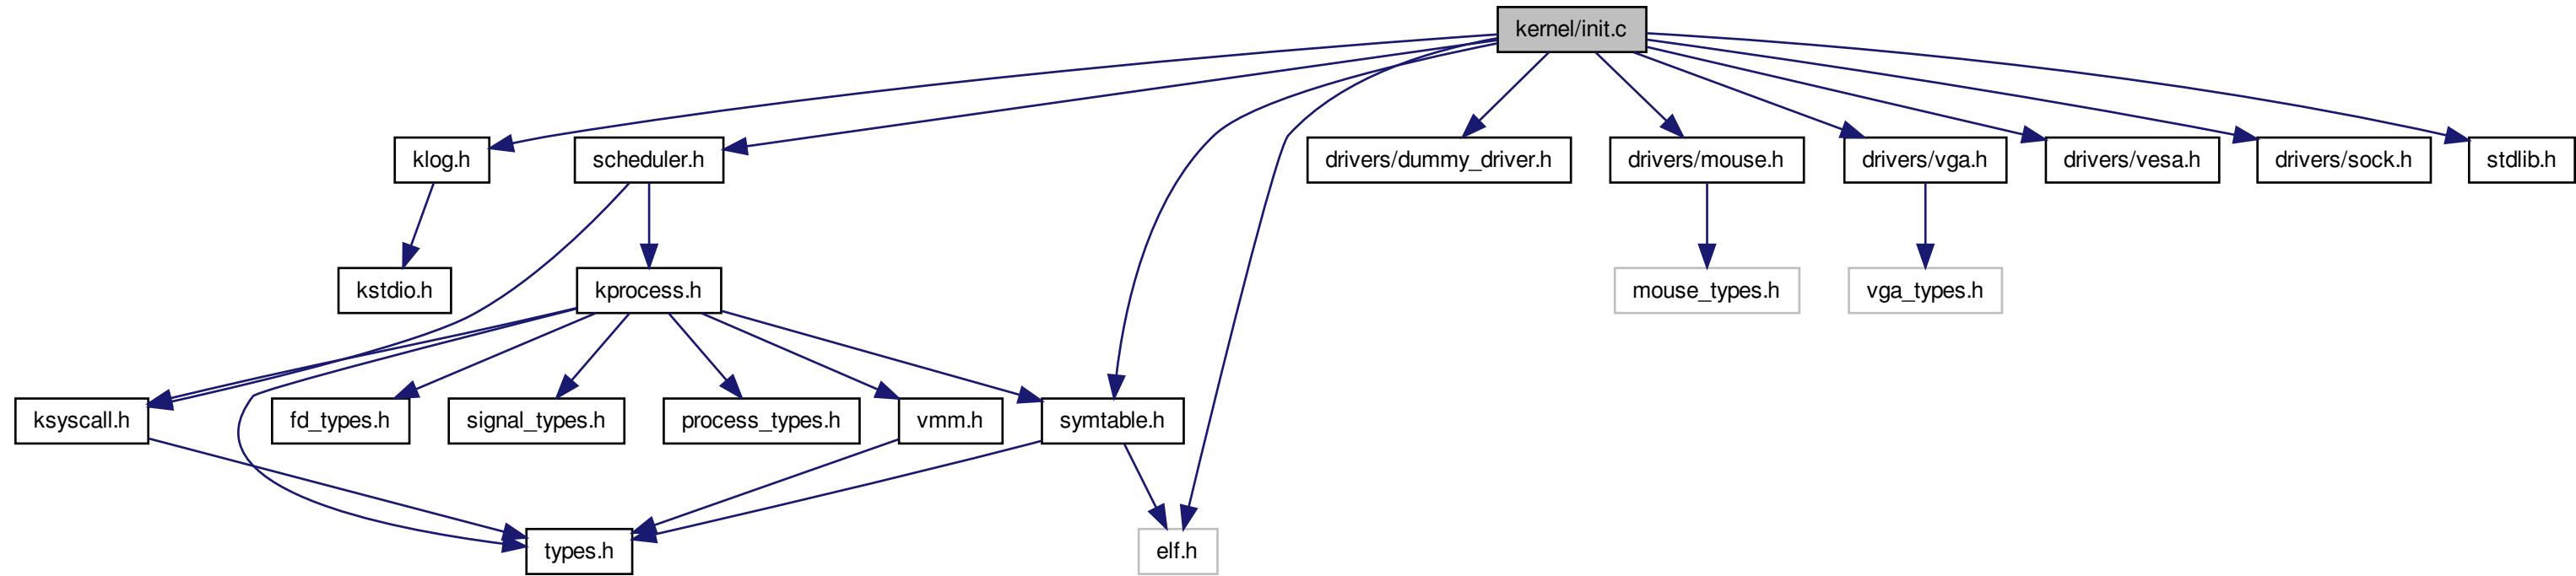 kernel/init.c
klog.h
scheduler.h
drivers/dummy_driver.h
drivers/mouse.h
drivers/vga.h
drivers/vesa.h
drivers/sock.h
stdlib.h
kstdio.h
kprocess.h
mouse_types.h
vga_types.h
ksyscall.h
fd_types.h
signal_types.h
process_types.h
vmm.h
symtable.h
types.h
elf.h